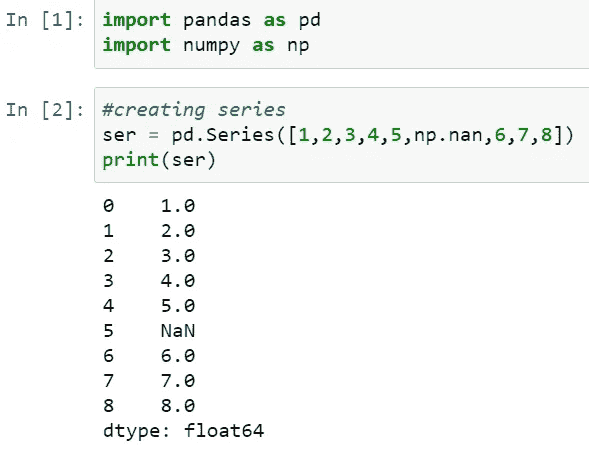 In [1]: import pandas as pd
import numpy as np
In [2]: #creating series
ser = pd.Series([1,2,3,4,5,np.nan,6,7,8])
print(ser)
0 1.0
1 2.0
2 3.0
3 4.0
4 5.0
5 NaN
6 6.0
7 7.0
8 8.0
dtype: float64